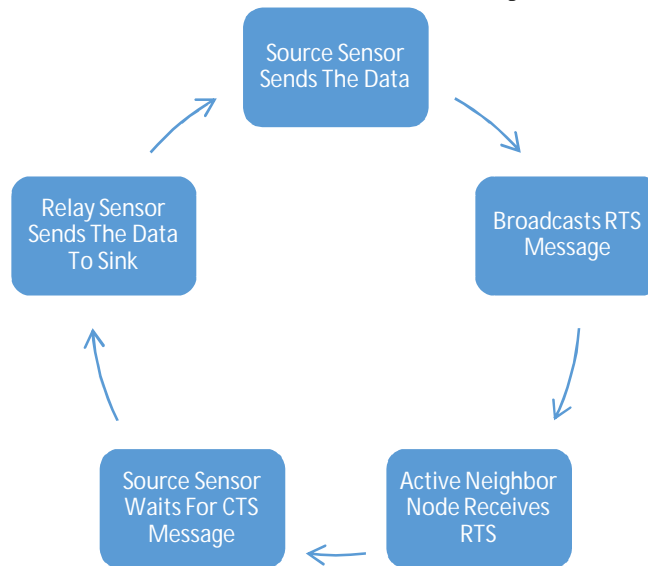 Source Sensor
Sends The Data
Broadcasts RTS
Message
Active Neighbor
Node Receives
RTS
Source Sensor
Waits For CTS
Message
Relay Sensor
Sends The Data
To Sink